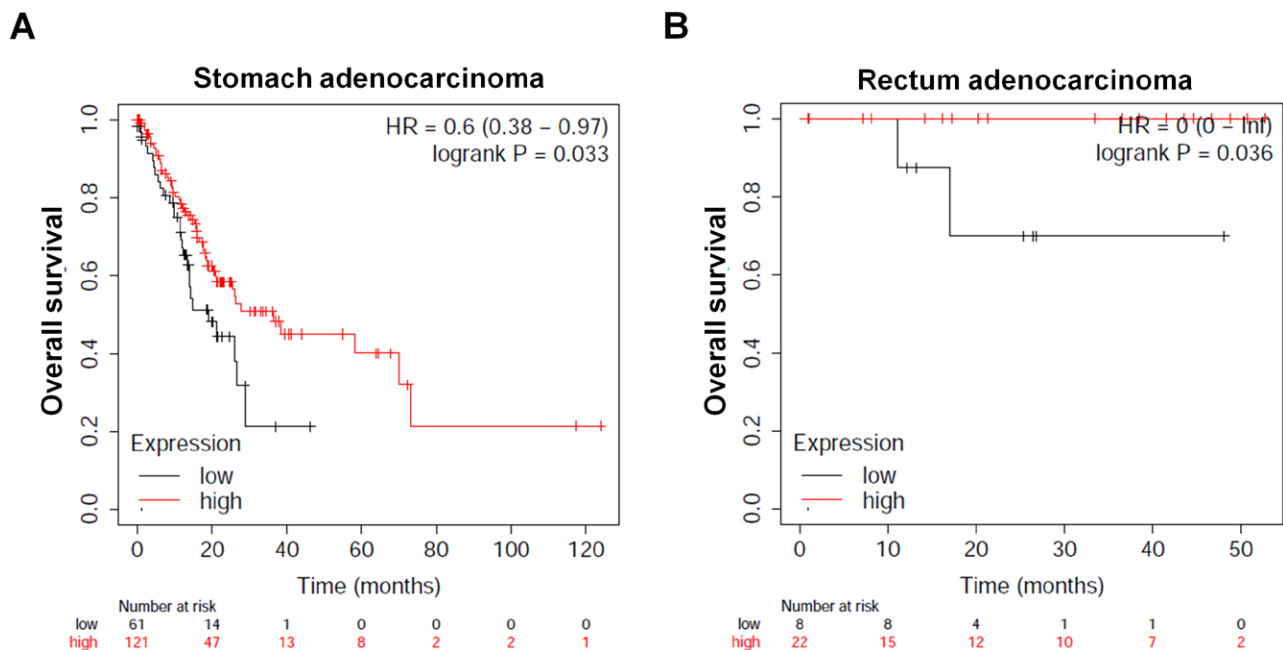 A
Stomach adenocarcinoma
HR = 0.6 (0.38 – 0.97)
logrank P = 0.033
Overall survival
1.0
0.8
0.6
0.4
0.2
0.0
Expression
low
high
0 20 40 60 80 100 120
Time (months)
Number at risk
low 61 14 1 0 0 0 0
high 121 47 13 8 2 2 1
B
Rectum adenocarcinoma
HR = 0 (0 – Inf)
logrank P = 0.036
Overall survival
1.0
0.8
0.6
0.4
0.2
0.0
Expression
low
high
0 10 20 30 40 50
Time (months)
Number at risk
low 8 8 4 1 1 0
high 22 15 12 10 7 2